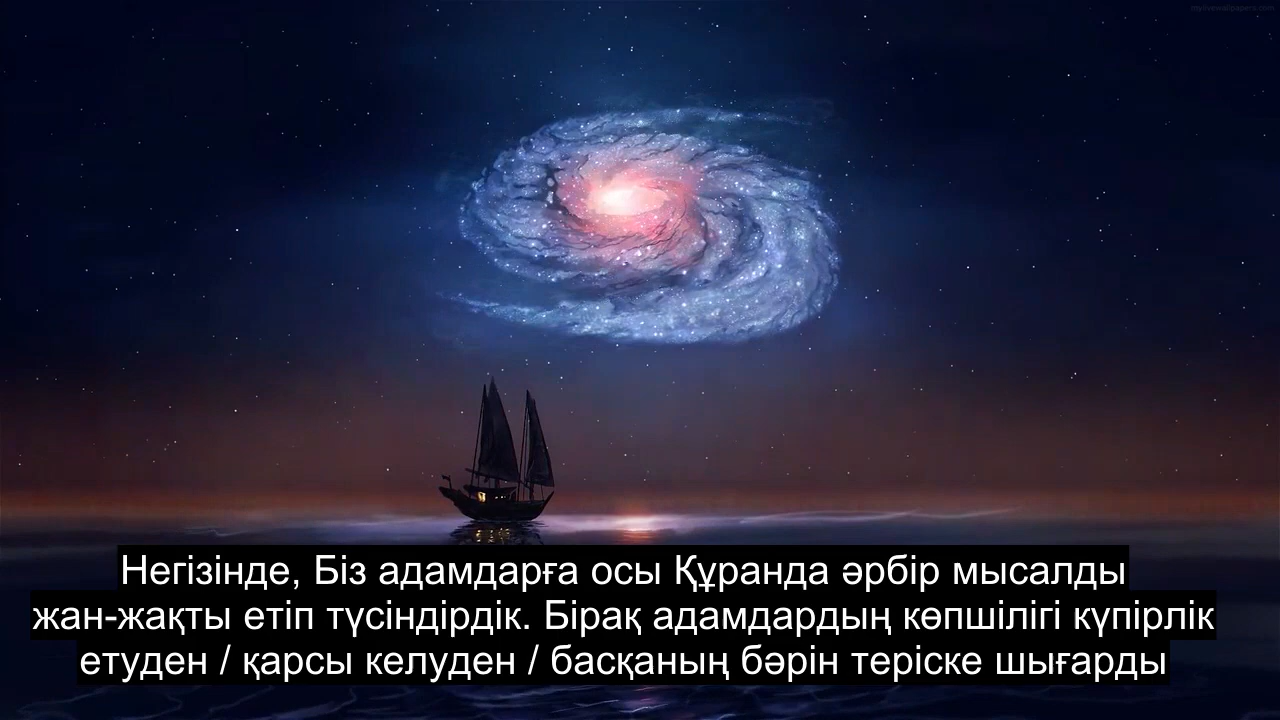 Негізінде, Біз адамдарға осы Құранда әрбір мысалды
жан-жақты етіп түсіндірдік. Бірақ адамдардың көпшілігі күпірлік
етуден / қарсы келуден / басқаның бәрін теріске шығарды